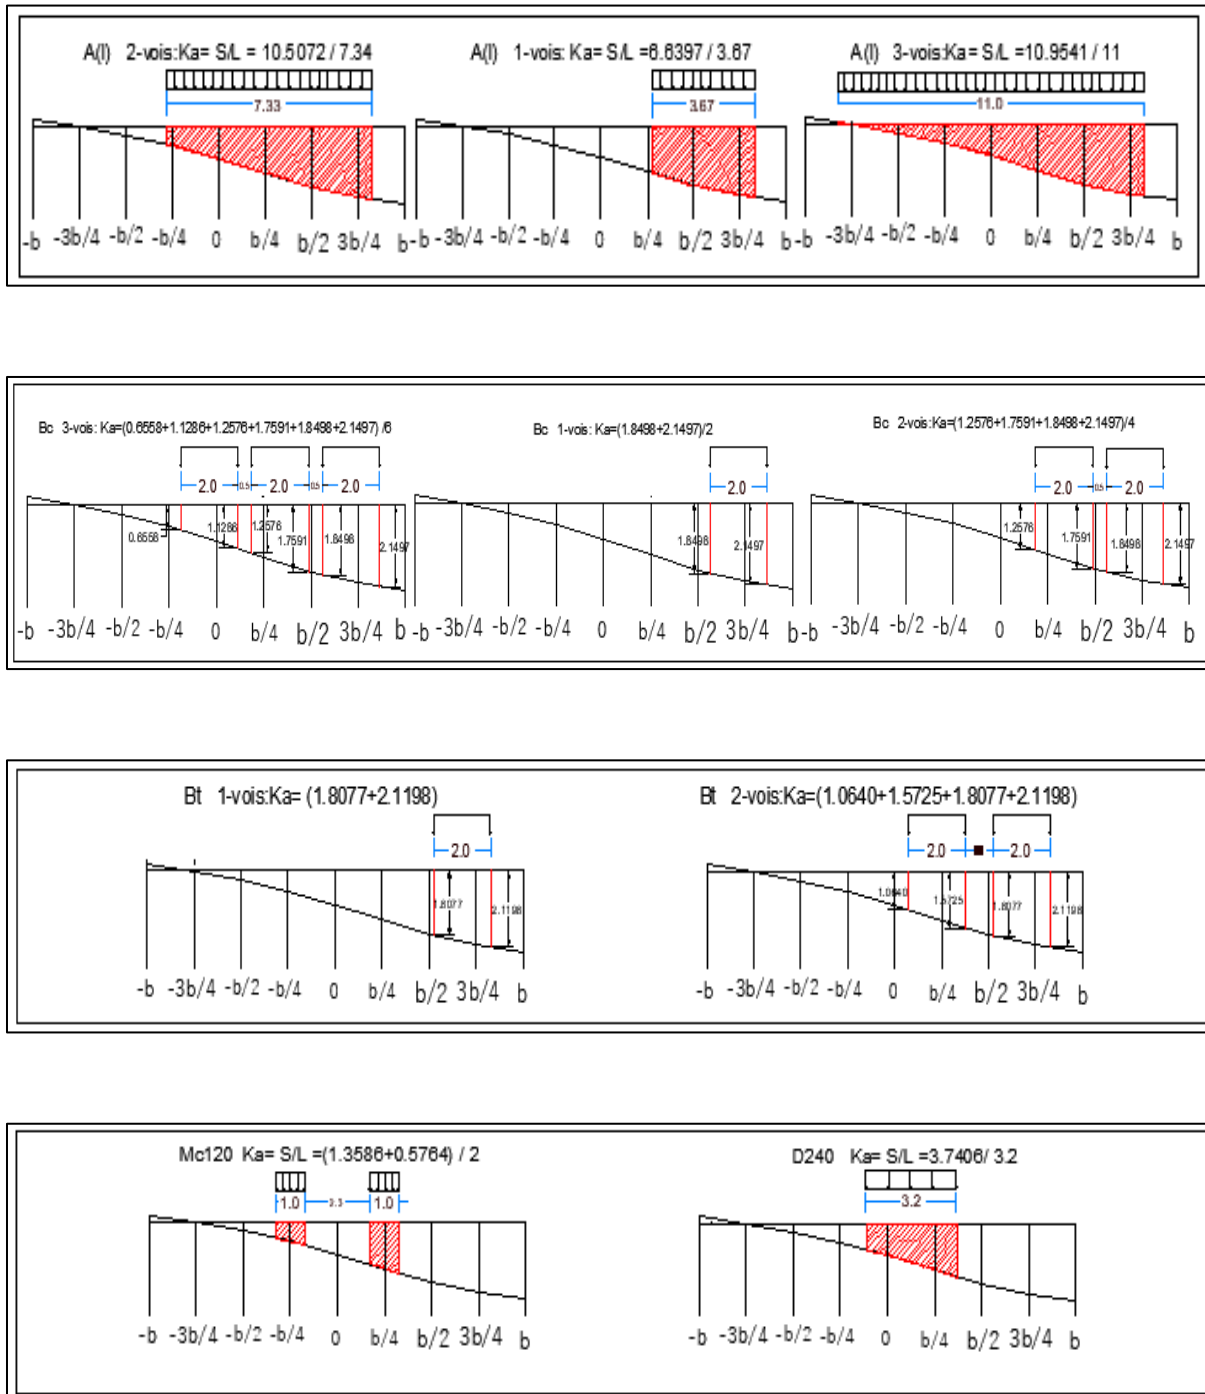 A(l) 2-vois:Ka= S/L = 10.5072 / 7.34
A(l) 1-vois: Ka= S/L =6.6397 / 3.67
A(l) 3-vois:Ka= S/L =10.9541 / 11
7.33
3.67
11.0
-b -3b/4 -b/2 -b/4 0 b/4 b/2 3b/4 b
-b -3b/4 -b/2 -b/4 0 b/4 b/2 3b/4 b
-b -3b/4 -b/2 -b/4 0 b/4 b/2 3b/4 b
Bc 3-vois: Ka=(0.6558+1.1286+1.2576+1.7591+1.8498+2.1497) /6
Bc 1-vois: Ka=(1.8498+2.1497)/2
Bc 2-vois:Ka=(1.2576+1.7591+1.8498+2.1497)/4
2.0 0.5 2.0 0.5 2.0
2.0
2.0 0.5 2.0
0.6558 1.1286 1.2576 1.7591 1.8498 2.1497
1.8498 2.1497
1.2576 1.7591 1.8498 2.1497
-b -3b/4 -b/2 -b/4 0 b/4 b/2 3b/4 b
-b -3b/4 -b/2 -b/4 0 b/4 b/2 3b/4 b
-b -3b/4 -b/2 -b/4 0 b/4 b/2 3b/4 b
Bt 1-vois:Ka= (1.8077+2.1198)
Bt 2-vois:Ka=(1.0640+1.5725+1.8077+2.1198)
2.0
2.0 2.0
1.8077 2.1198
1.0640 1.5725 1.8077 2.1198
-b -3b/4 -b/2 -b/4 0 b/4 b/2 3b/4 b
-b -3b/4 -b/2 -b/4 0 b/4 b/2 3b/4 b
Mc120 Ka= S/L =(1.3586+0.5764) / 2
D240 Ka= S/L =3.7406/ 3.2
1.0 1.0
3.2
-b -3b/4 -b/2 -b/4 0 b/4 b/2 3b/4 b
-b -3b/4 -b/2 -b/4 0 b/4 b/2 3b/4 b